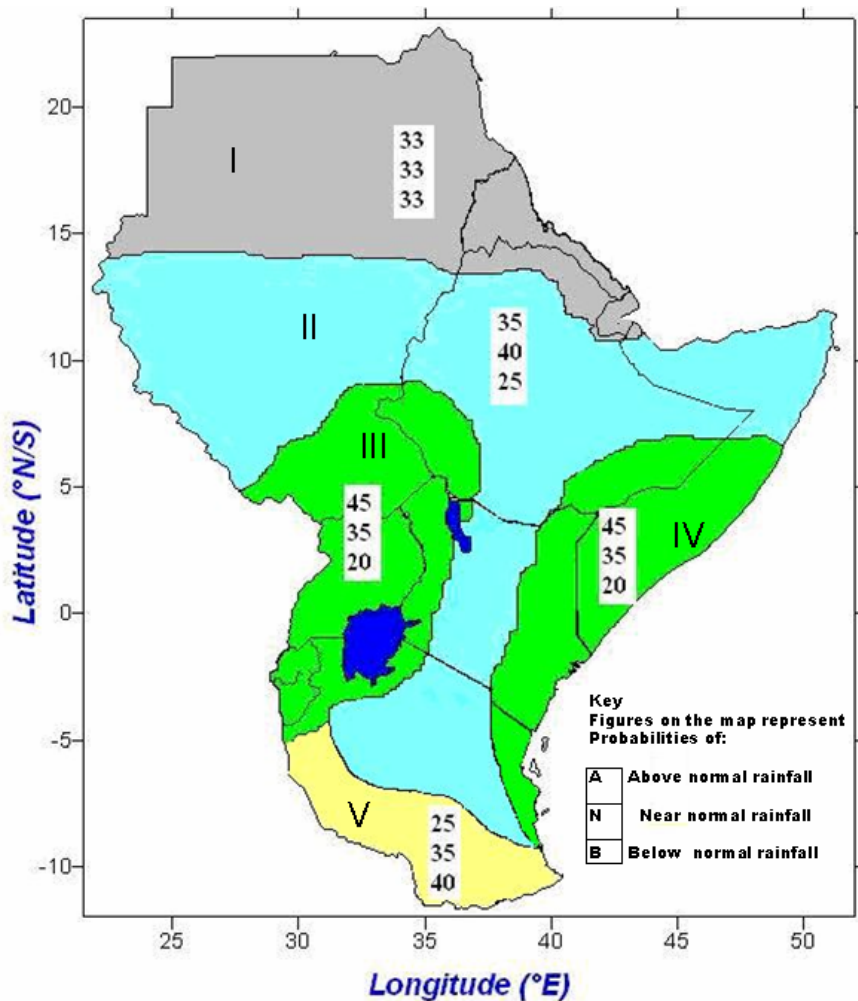 20
15
10
5
0
-5
-10
Latitude (°N/S)
I
33
33
33
II
35
40
25
III
45
35
20
IV
45
35
20
V
25
35
40
Key
Figures on the map represent
Probabilities of:
A Above normal rainfall
N Near normal rainfall
B Below normal rainfall
25 30 35 40 45 50
Longitude (°E)